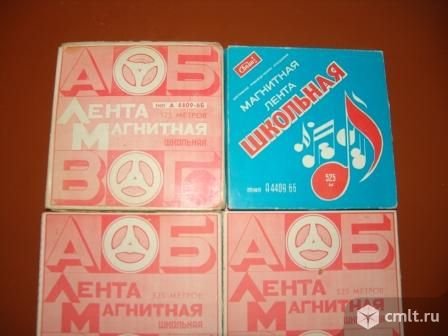 А Б
тип А 4409-6Б
525 МЕТРОВ
ЛЕНТА
МАГНИТНАЯ
ШКОЛЬНАЯ
В Г
Свема
МАГНИТНАЯ
ЛЕНТА
ШКОЛЬНАЯ
525
м
тип А4409 6Б
А Б
525 МЕТРОВ
ЛЕНТА
МАГНИТНАЯ
ШКОЛЬНАЯ
А Б
525 МЕТРОВ
ЛЕНТА
МАГНИТНАЯ
ШКОЛЬНАЯ
cmlt.ru